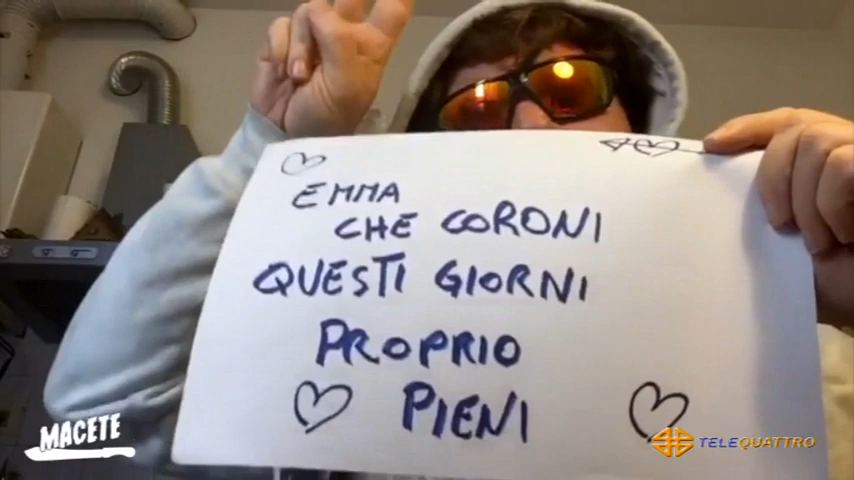 EMMA
CHE CORONI
QUESTI GIORNI
PROPRIO
PIENI
MACETE
TELEQUATTRO